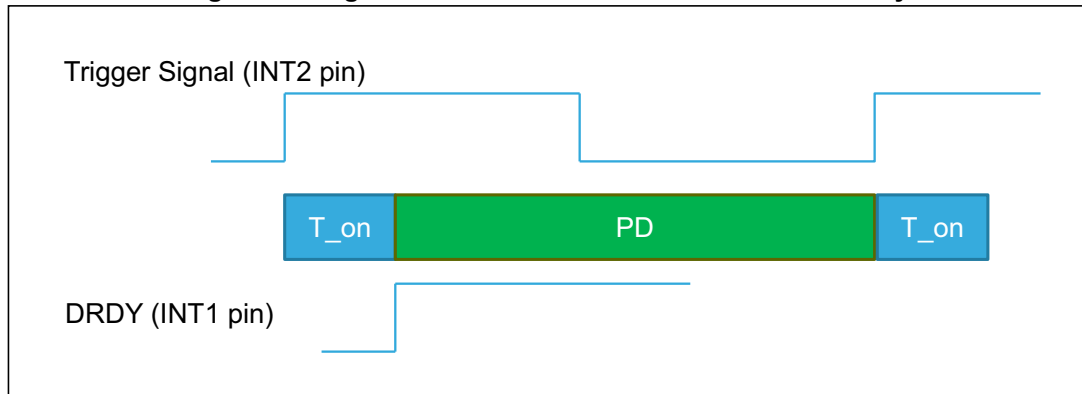 Trigger Signal (INT2 pin)
T_on PD T_on
DRDY (INT1 pin)